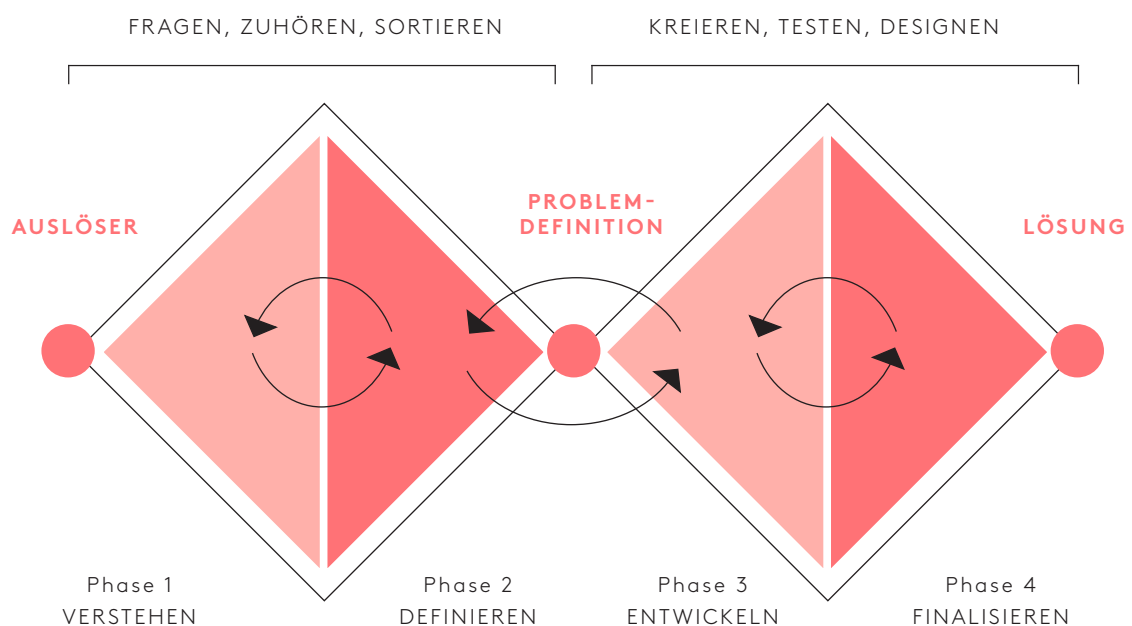 FRAGEN, ZUHÖREN, SORTIEREN
KREIEREN, TESTEN, DESIGNEN
AUSLÖSER
PROBLEM-
DEFINITION
LÖSUNG
Phase 1
VERSTEHEN
Phase 2
DEFINIEREN
Phase 3
ENTWICKELN
Phase 4
FINALISIEREN